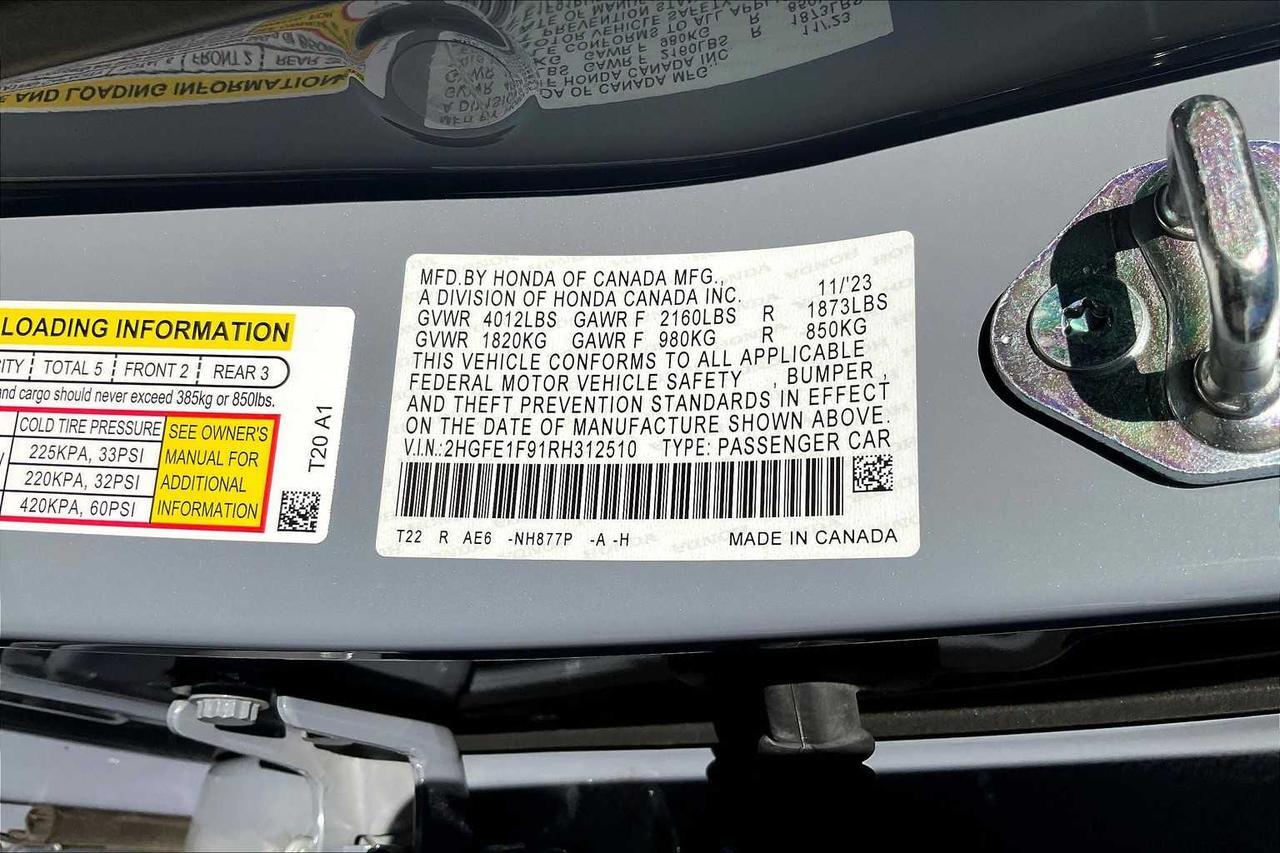 MFD.BY HONDA OF CANADA MFG., 11/'23
A DIVISION OF HONDA CANADA INC.
GVWR 4012LBS GAWR F 2160LBS R 1873LBS
GVWR 1820KG GAWR F 980KG R 850KG
THIS VEHICLE CONFORMS TO ALL APPLICABLE
FEDERAL MOTOR VEHICLE SAFETY , BUMPER ,
AND THEFT PREVENTION STANDARDS IN EFFECT
ON THE DATE OF MANUFACTURE SHOWN ABOVE.
V.I.N.:2HGFE1F91RH312510 TYPE: PASSENGER CAR
T22 R AE6 -NH877P -A -H MADE IN CANADA
LOADING INFORMATION
TOTAL 5 FRONT 2 REAR 3
and cargo should never exceed 385kg or 850lbs.
COLD TIRE PRESSURE
225KPA, 33PSI
220KPA, 32PSI
420KPA, 60PSI
SEE OWNER'S
MANUAL FOR
ADDITIONAL
INFORMATION
T20 A1